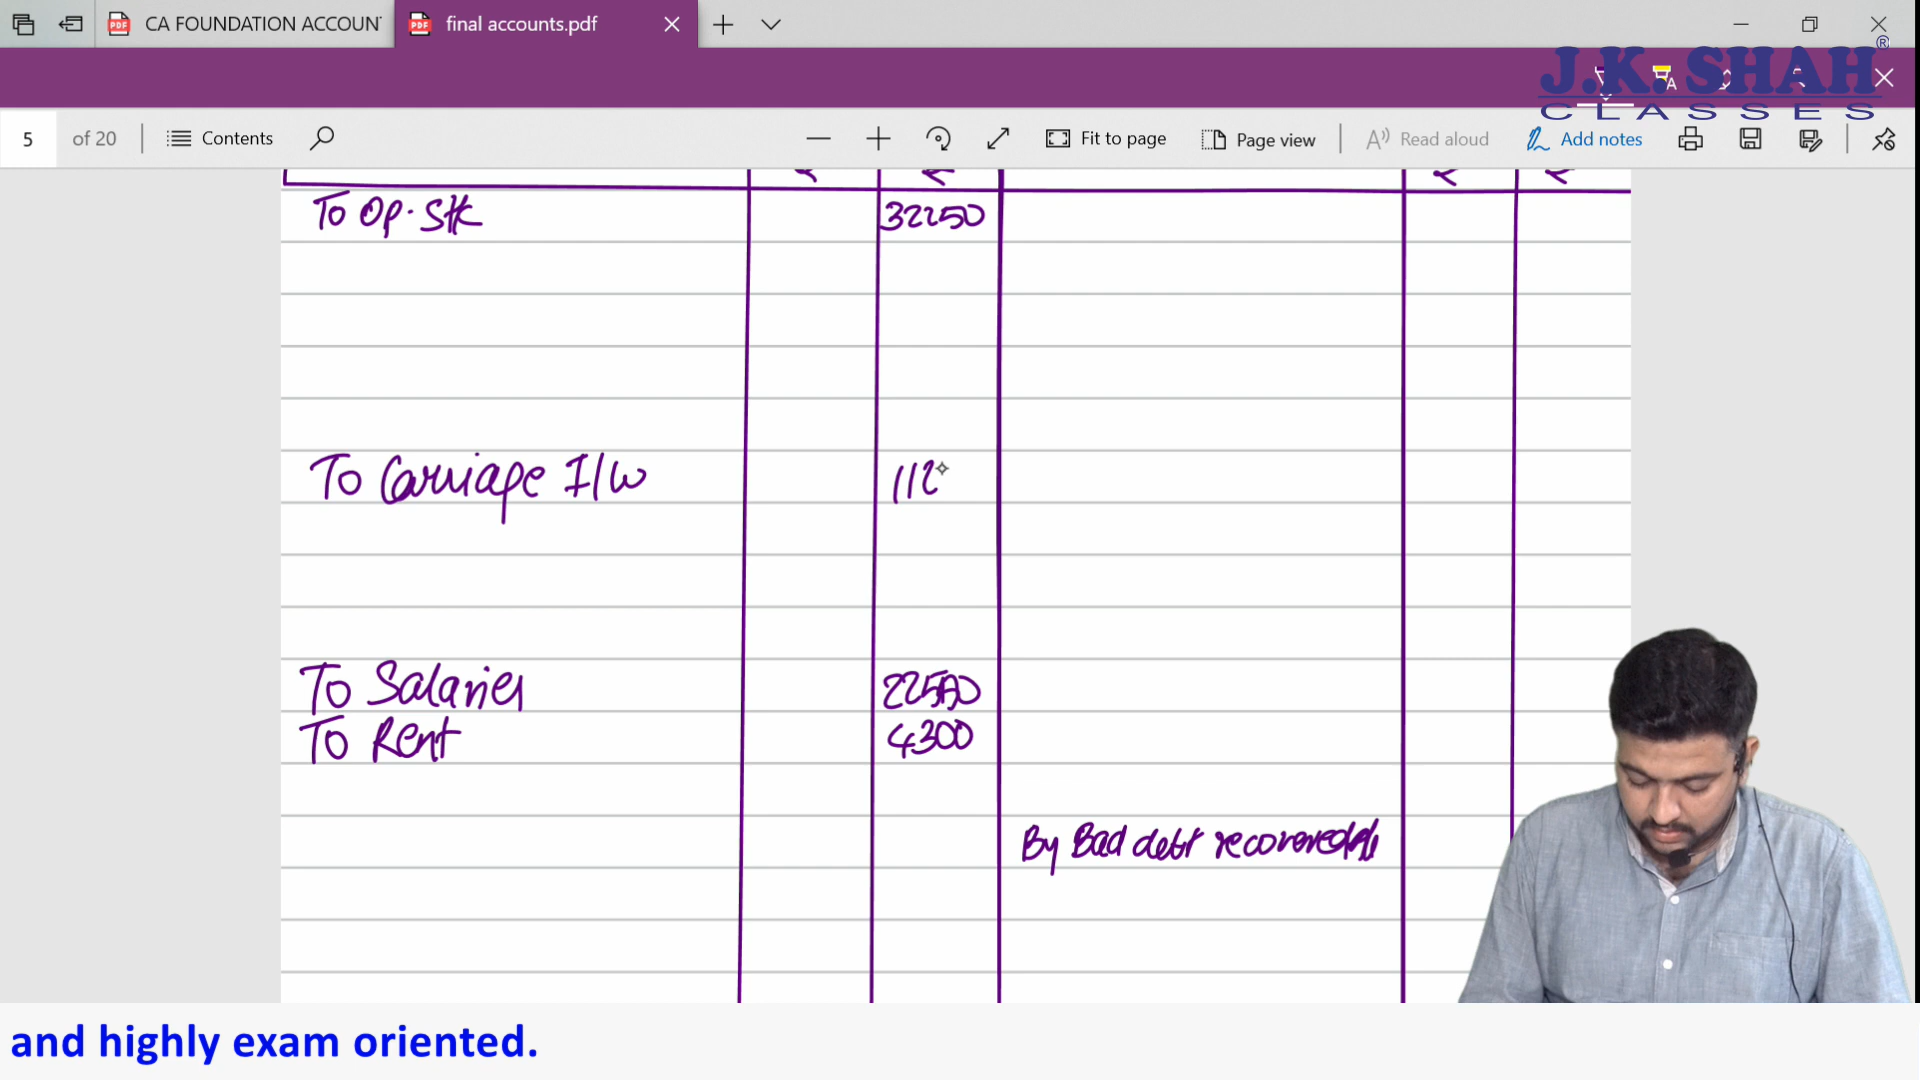 CA FOUNDATION ACCOUNT
final accounts.pdf
J.K. SHAH®
CLASSES
5 of 20
Contents
Fit to page
Page view
Read aloud
Add notes
To Op. Stk 32250
To Carriage I/w 112
To Salaries
To Rent 4300
By Bad debt recovered
and highly exam oriented.